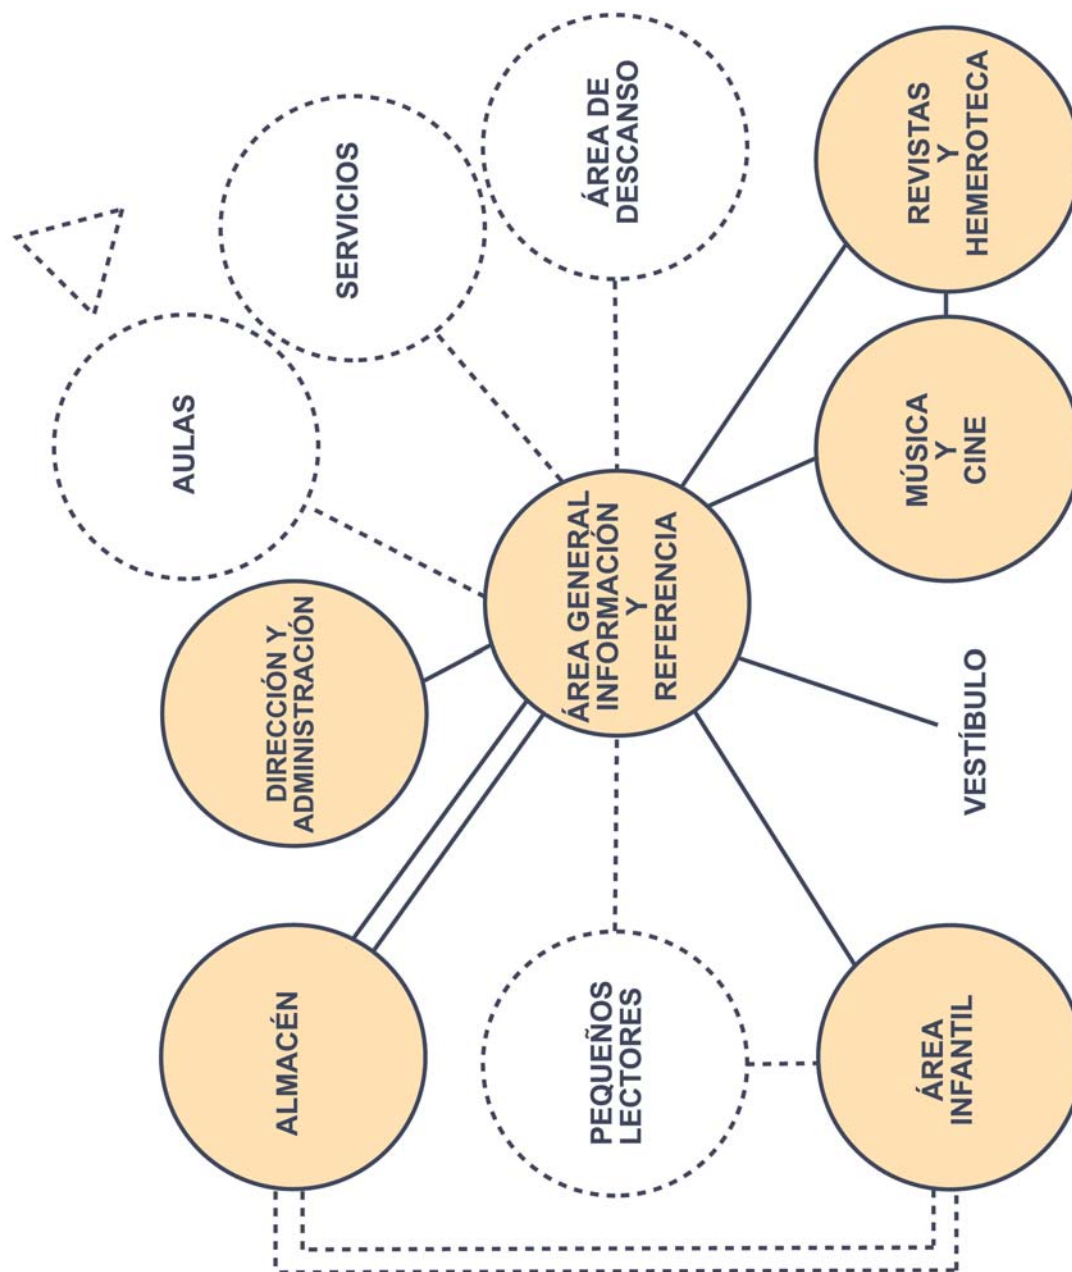 ALMACÉN
DIRECCIÓN Y
ADMINISTRACIÓN
AULAS
SERVICIOS
PEQUEÑOS
LECTORES
ÁREA GENERAL
INFORMACIÓN
Y
REFERENCIA
ÁREA DE
DESCANSO
ÁREA
INFANTIL
VESTÍBULO
MÚSICA
Y
CINE
REVISTAS
Y
HEMEROTECA